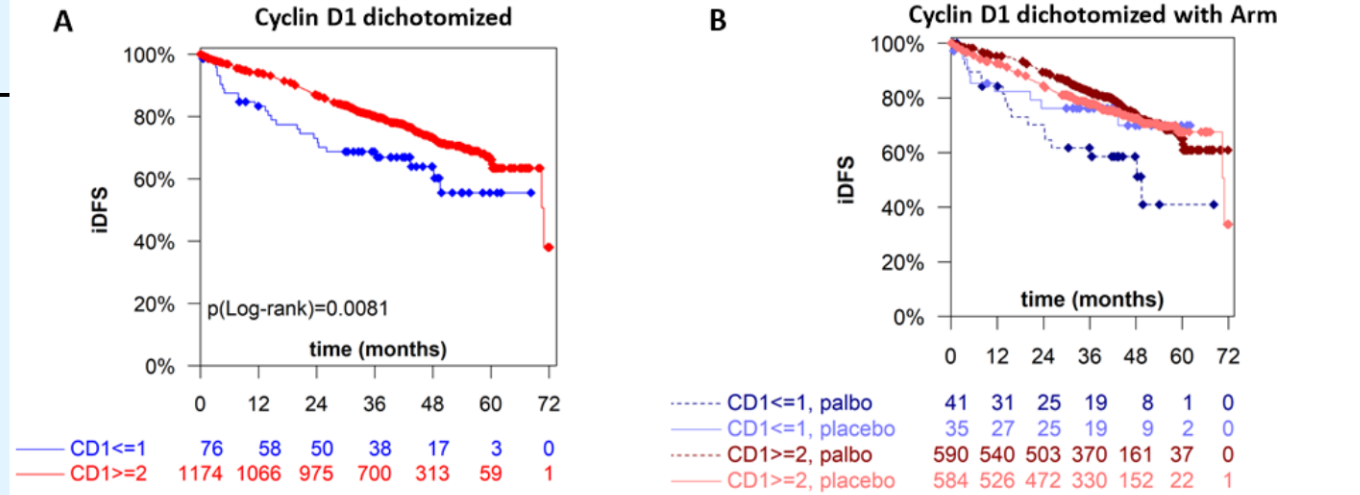 A
Cyclin D1 dichotomized
iDFS
100%
80%
60%
40%
20%
0%
p(Log-rank)=0.0081
time (months)
0 12 24 36 48 60 72
CD1<=1 76 58 50 38 17 3 0
CD1>=2 1174 1066 975 700 313 59 1
B
Cyclin D1 dichotomized with Arm
iDFS
100%
80%
60%
40%
20%
0%
time (months)
0 12 24 36 48 60 72
CD1<=1, palbo 41 31 25 19 8 1 0
CD1<=1, placebo 35 27 25 19 9 2 0
CD1>=2, palbo 590 540 503 370 161 37 0
CD1>=2, placebo 584 526 472 330 152 22 1